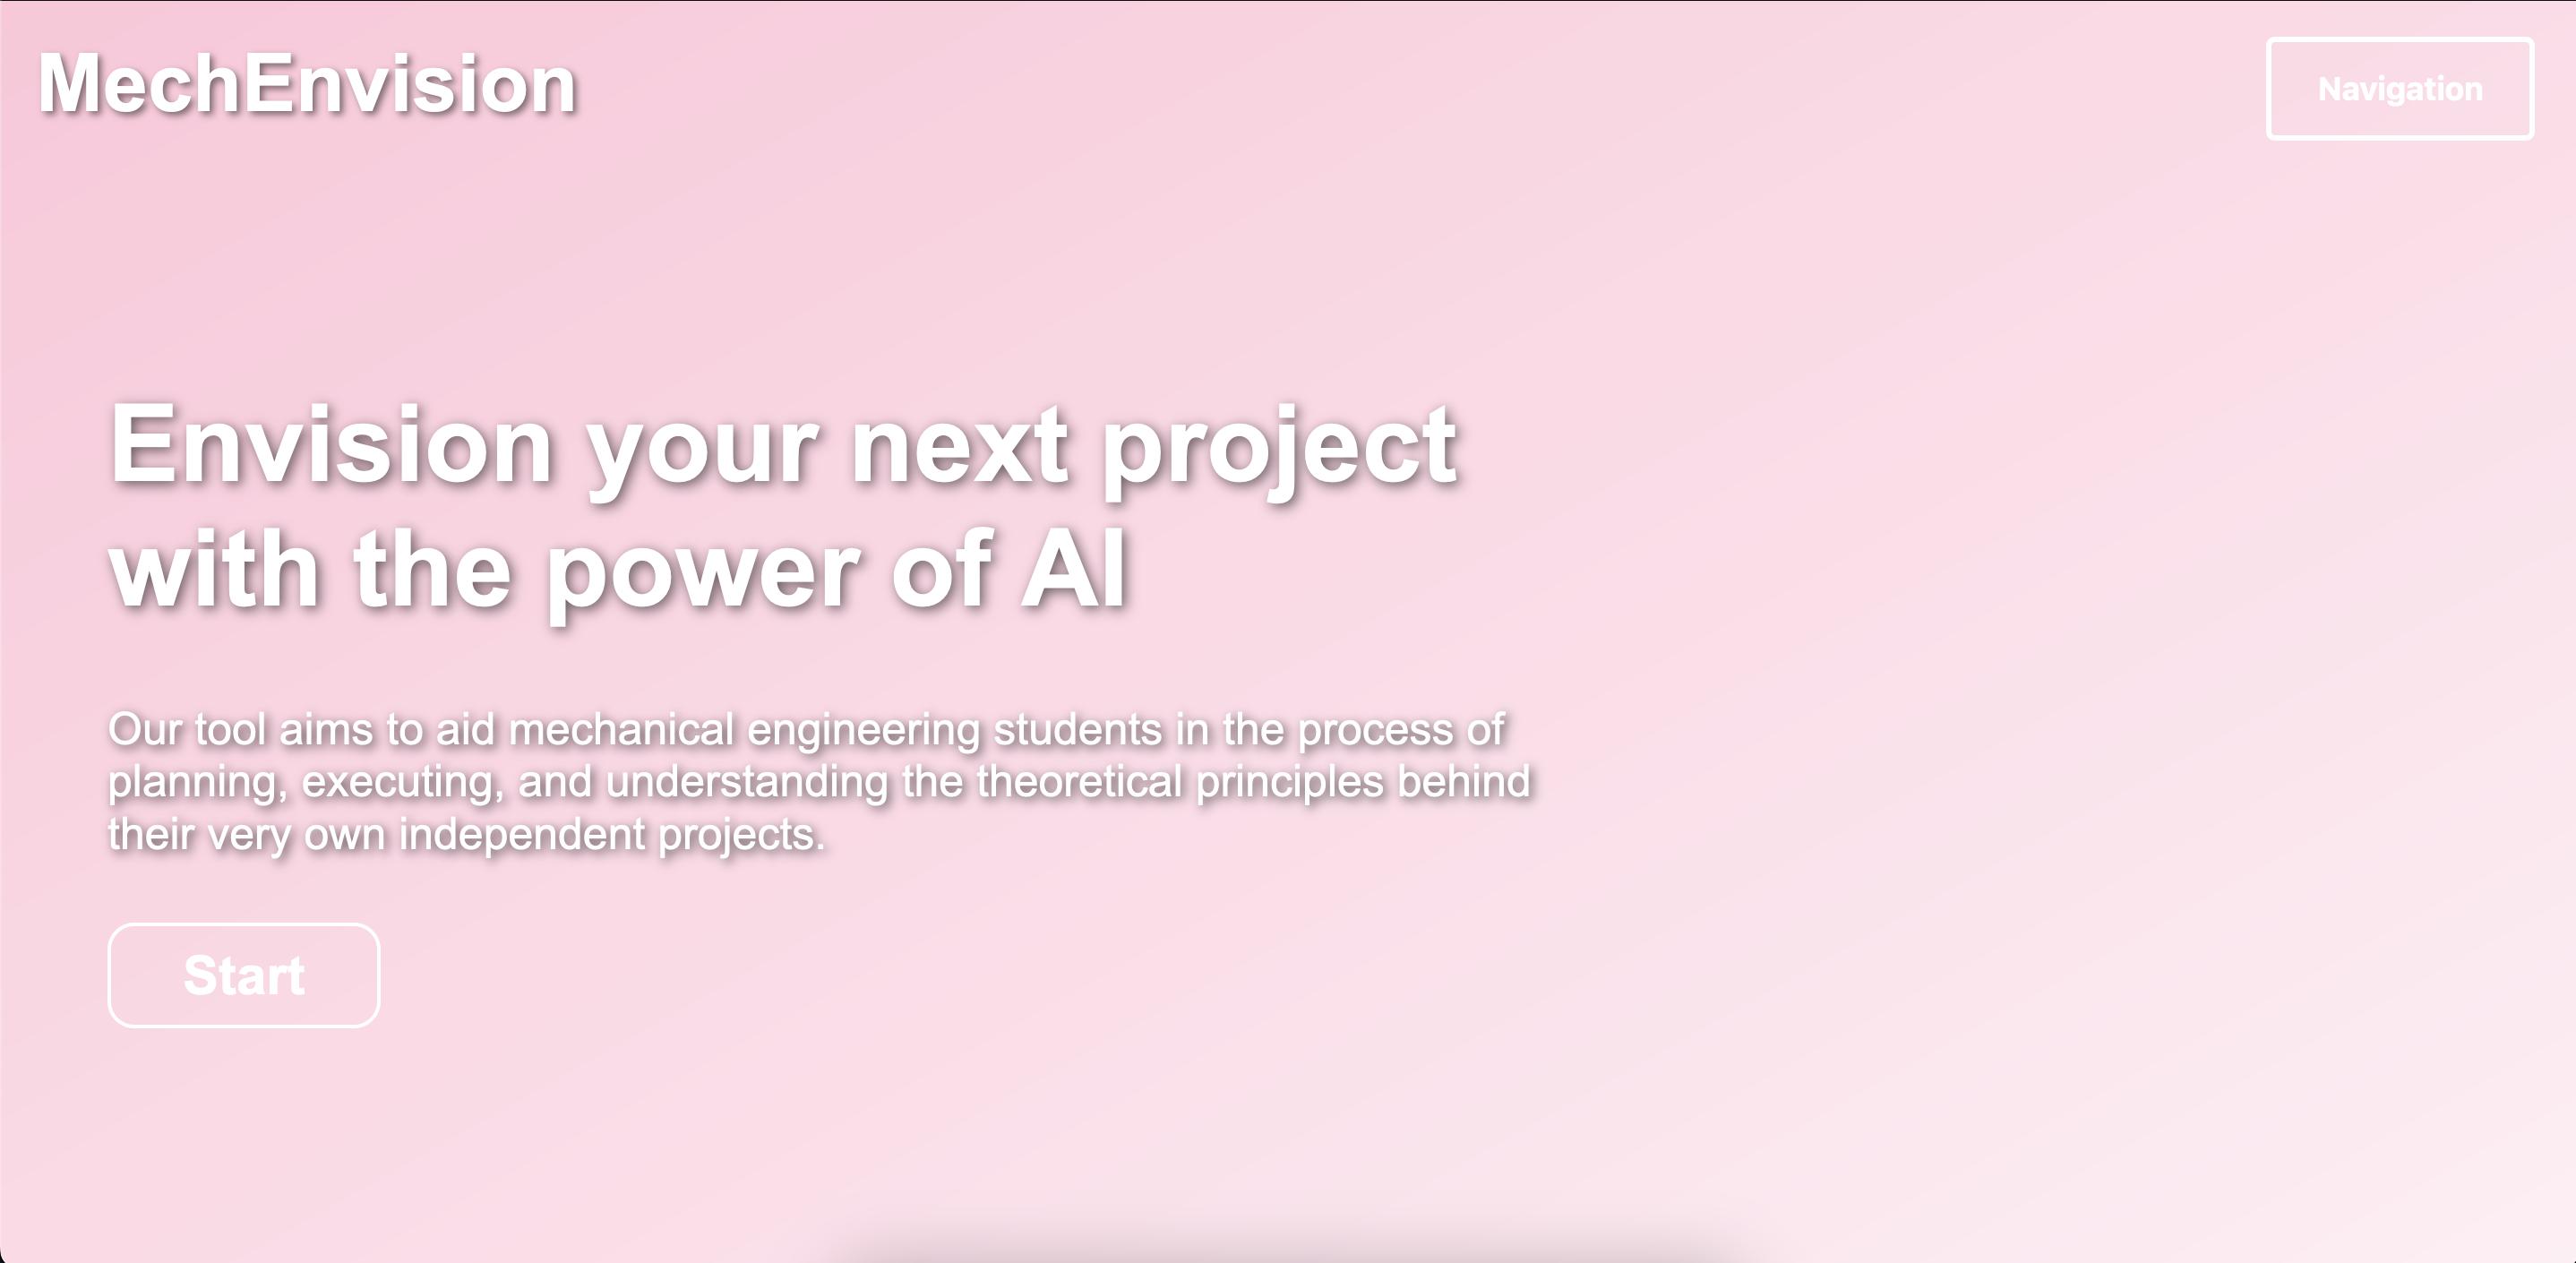 MechEnvision
Navigation
Envision your next project
with the power of AI
Our tool aims to aid mechanical engineering students in the process of
planning, executing, and understanding the theoretical principles behind
their very own independent projects.
Start